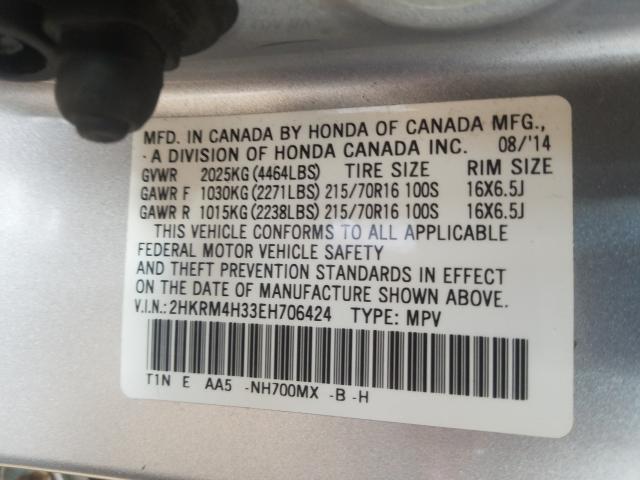 MFD. IN CANADA BY HONDA OF CANADA MFG.,
A DIVISION OF HONDA CANADA INC. 08/'14
GVWR 2025KG (4464LBS) TIRE SIZE RIM SIZE
GAWR F 1030KG (2271LBS) 215/70R16 100S 16X6.5J
GAWR R 1015KG (2238LBS) 215/70R16 100S 16X6.5J
THIS VEHICLE CONFORMS TO ALL APPLICABLE
FEDERAL MOTOR VEHICLE SAFETY
AND THEFT PREVENTION STANDARDS IN EFFECT
ON THE DATE OF MANUFACTURE SHOWN ABOVE.
V.I.N.: 2HKRM4H33EH706424 TYPE: MPV
T1N E AA5 -NH700MX -B -H